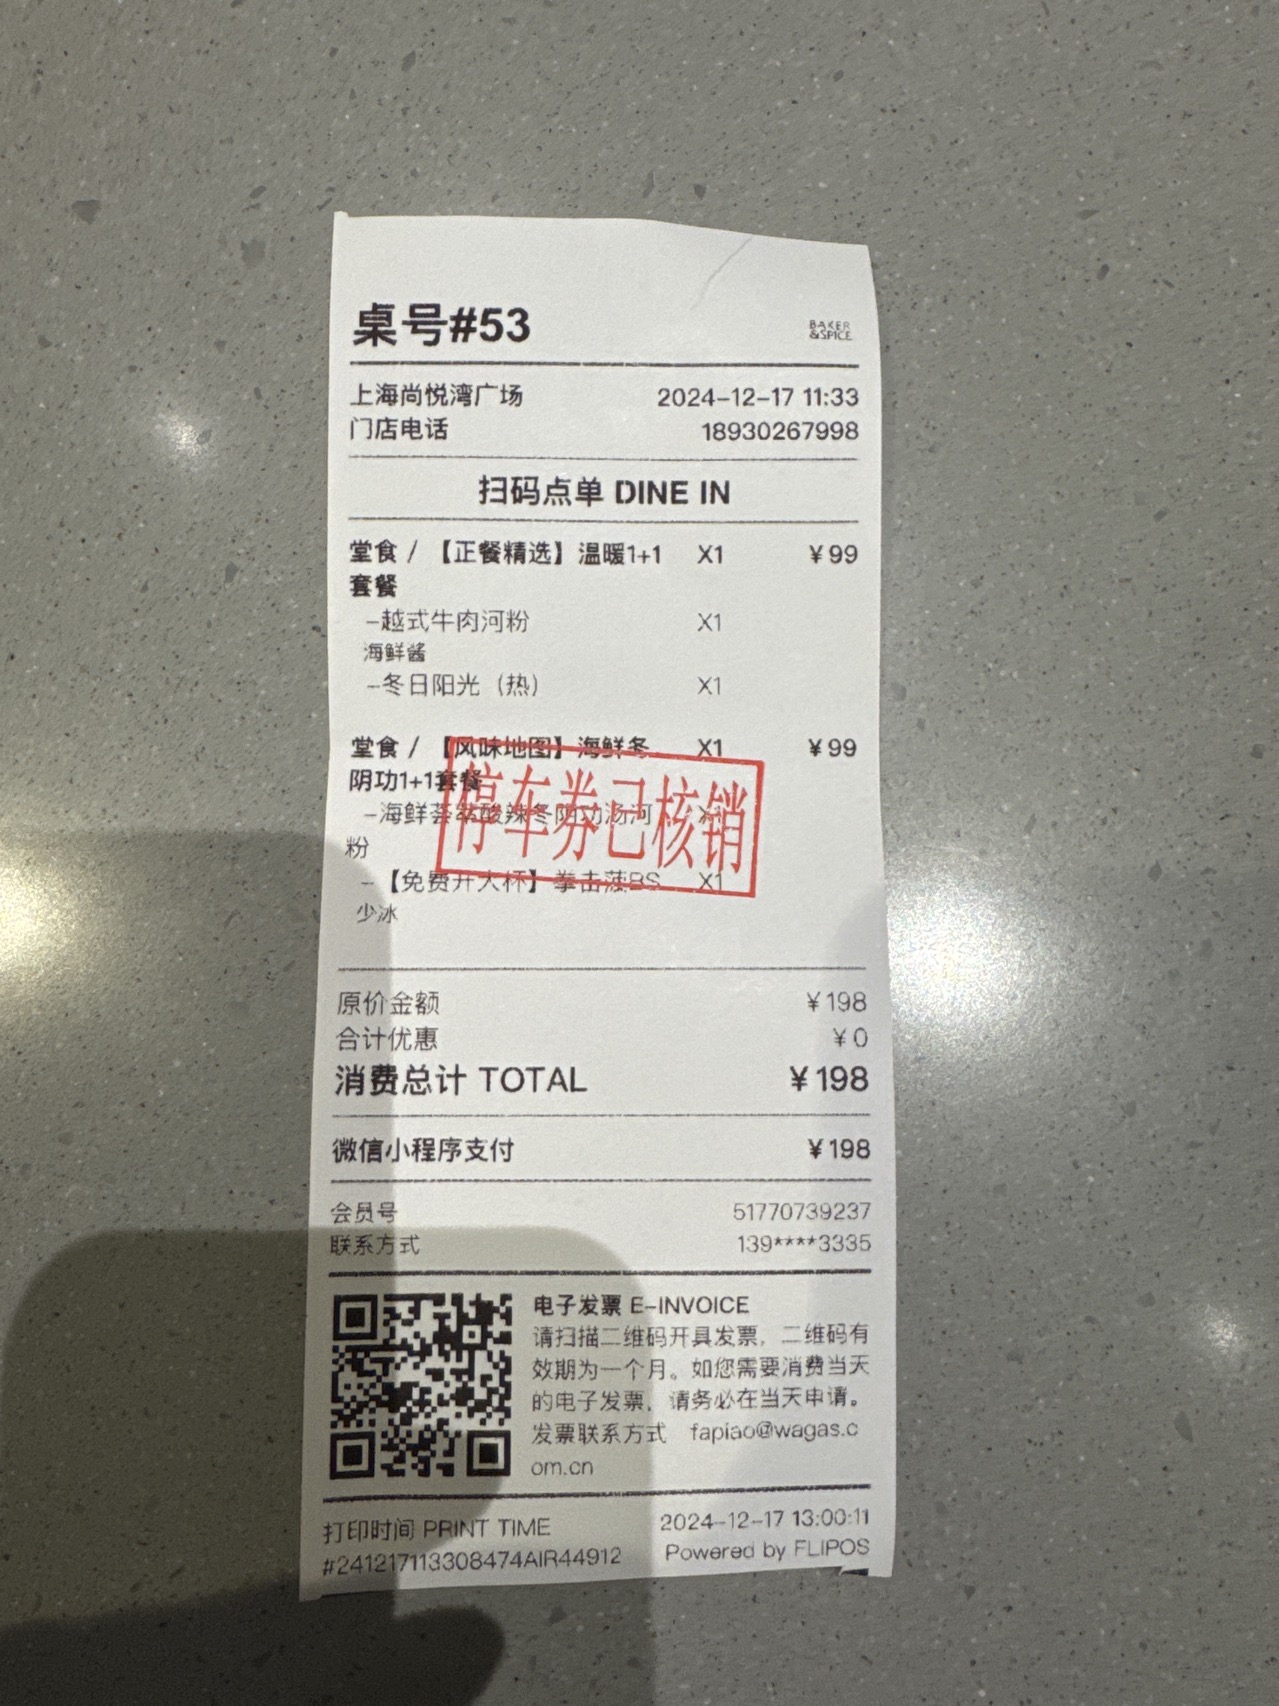 桌号#53
BAKER
&SPICE
上海尚悦湾广场 2024-12-17 11:33
门店电话 18930267998
扫码点单 DINE IN
堂食 / 【正餐精选】温暖1+1 X1 ¥99
套餐
-越式牛肉河粉 X1
海鲜酱
-冬日阳光（热） X1
堂食 / 【风味地图】海鲜冬 X1 ¥99
阴功1+1套餐
停车券已核销
-海鲜荟萃酸辣冬阴功汤河 X1
粉
-【免费升大杯】拳击菠BS X1
少冰
原价金额 ¥198
合计优惠 ¥0
消费总计 TOTAL ¥198
微信小程序支付 ¥198
会员号 51770739237
联系方式 139****3335
电子发票 E-INVOICE
请扫描二维码开具发票，二维码有
效期为一个月。如您需要消费当天
的电子发票，请务必在当天申请。
发票联系方式 fapiao@wagas.c
om.cn
打印时间 PRINT TIME 2024-12-17 13:00:11
#241217113308474AIR44912 Powered by FLIPOS